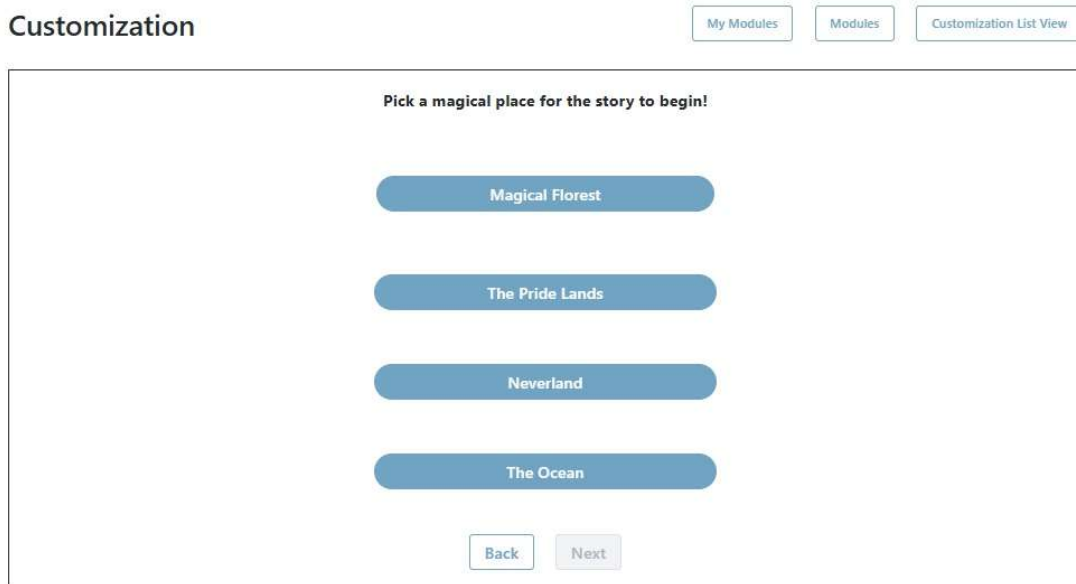 Customization
My Modules
Modules
Customization List View
Pick a magical place for the story to begin!
Magical Florest
The Pride Lands
Neverland
The Ocean
Back
Next